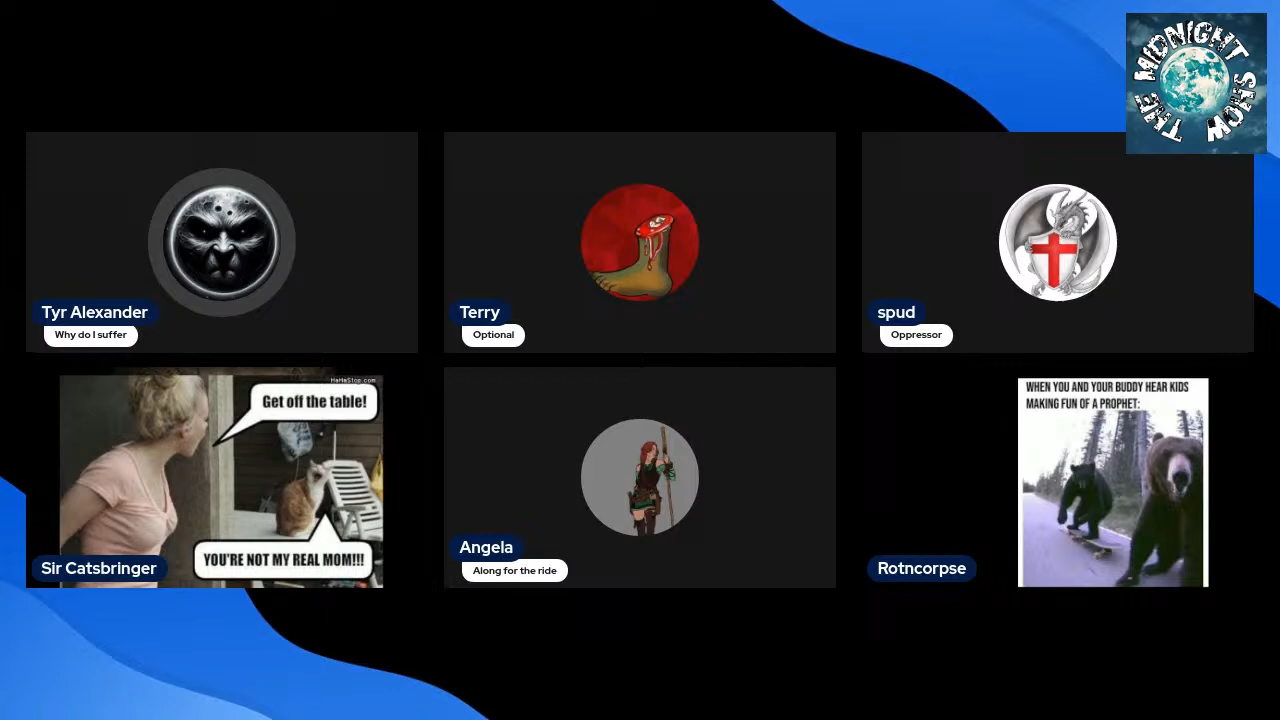 THE MIDNIGHT SHOW
Tyr Alexander
Why do I suffer
Terry
Optional
spud
Oppressor
HaHaStop.com
Get off the table!
YOU'RE NOT MY REAL MOM!!!
Sir Catsbringer
Angela
Along for the ride
WHEN YOU AND YOUR BUDDY HEAR KIDS
MAKING FUN OF A PROPHET:
Rotncorpse